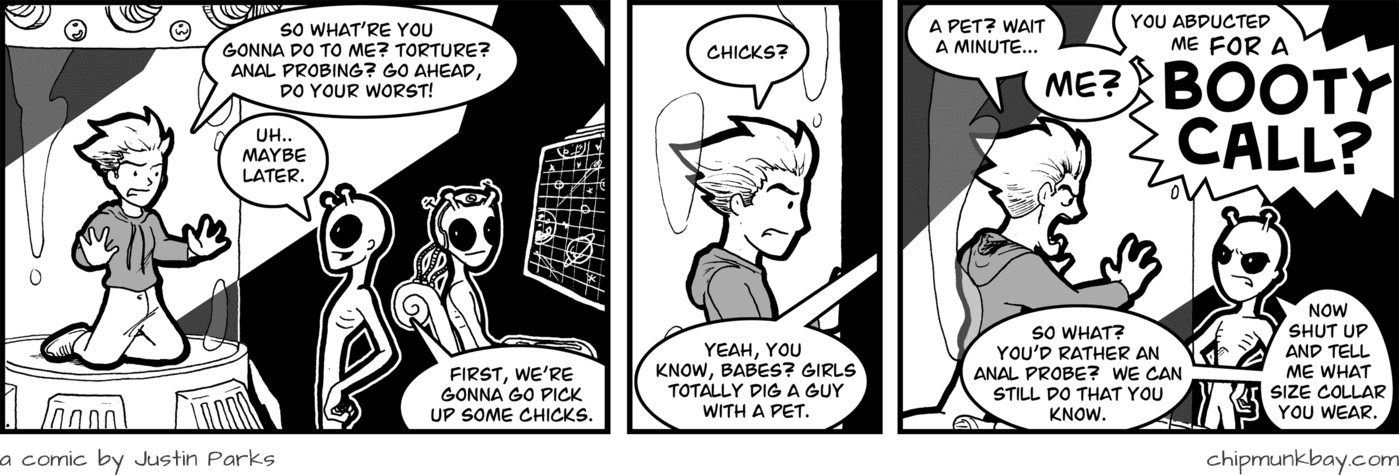 SO WHAT'RE YOU
GONNA DO TO ME? TORTURE?
ANAL PROBING? GO AHEAD,
DO YOUR WORST!
UH..
MAYBE
LATER.
FIRST, WE'RE
GONNA GO PICK
UP SOME CHICKS.
CHICKS?
YEAH, YOU
KNOW, BABES? GIRLS
TOTALLY DIG A GUY
WITH A PET.
A PET? WAIT
A MINUTE...
ME?
YOU ABDUCTED
ME FOR A
BOOTY
CALL?
SO WHAT?
YOU'D RATHER AN
ANAL PROBE? WE CAN
STILL DO THAT YOU
KNOW.
NOW
SHUT UP
AND TELL
ME WHAT
SIZE COLLAR
YOU WEAR.
a comic by Justin Parks
chipmunkbay.com